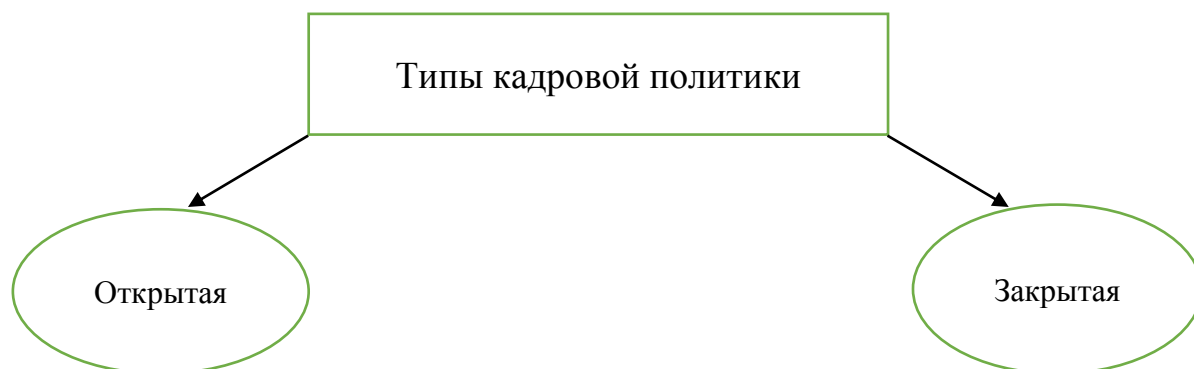 Типы кадровой политики
Открытая
Закрытая